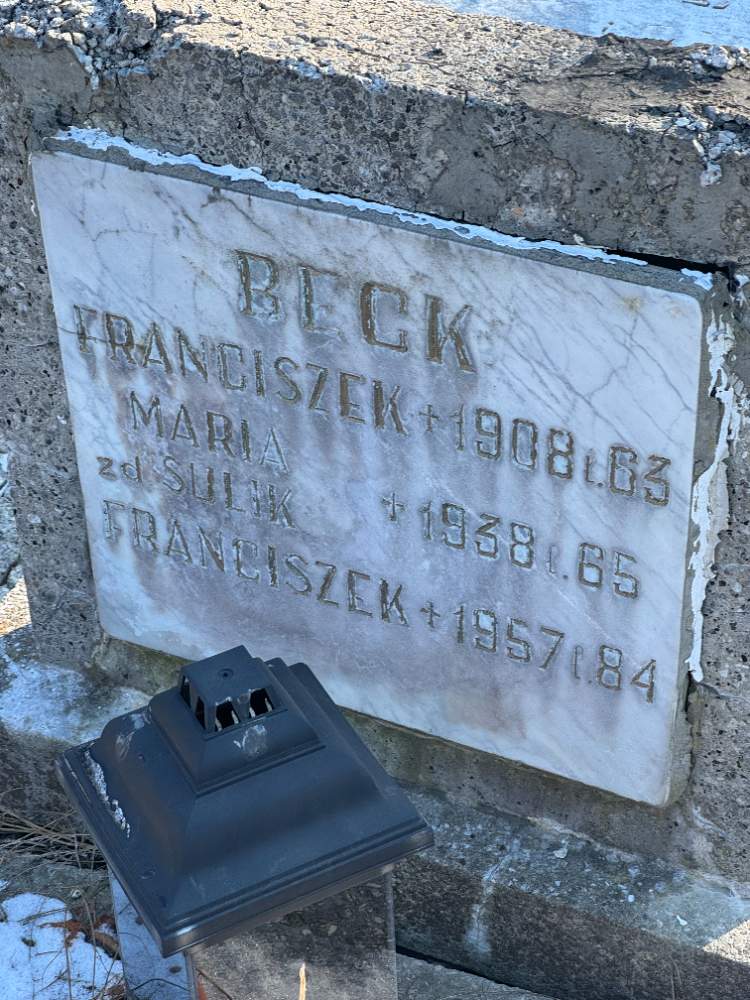 BECK
FRANCISZEK +1908 l.63
MARIA
zd SULIK + 1938 l.65
FRANCISZEK +1957 l.84